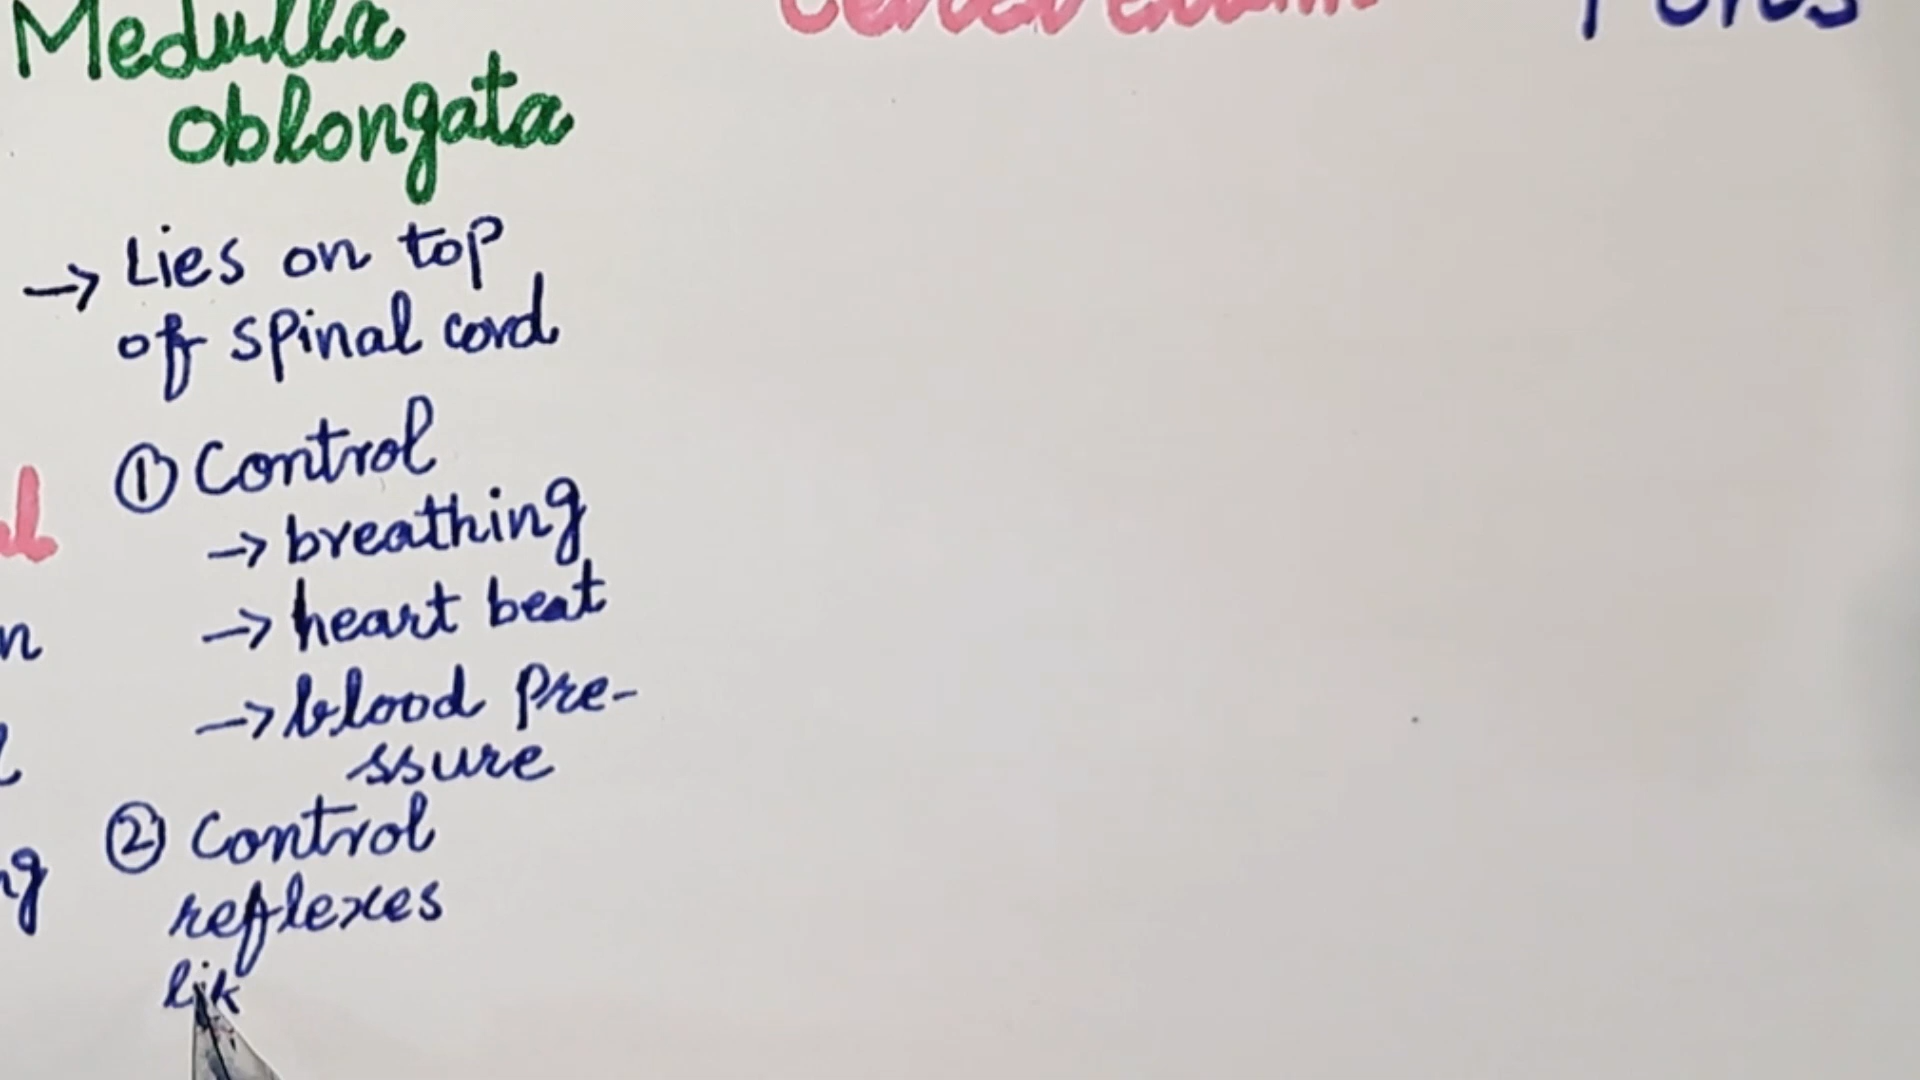 Medulla
oblongata
Pons
→ Lies on top
of spinal cord
① Control
→ breathing
→ heart beat
→ blood pre-
ssure
② Control
reflexes
lik